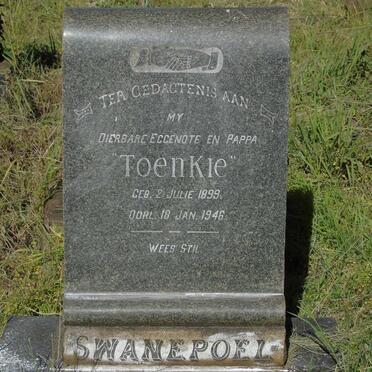 TER GEDAGTENIS AAN
MY
DIERBARE EGGENOTE EN PAPPA
"TOENKIE"
GEB. 2 JULIE 1899.
OORL. 18 JAN. 1946.
WEES STIL
SWANEPOEL